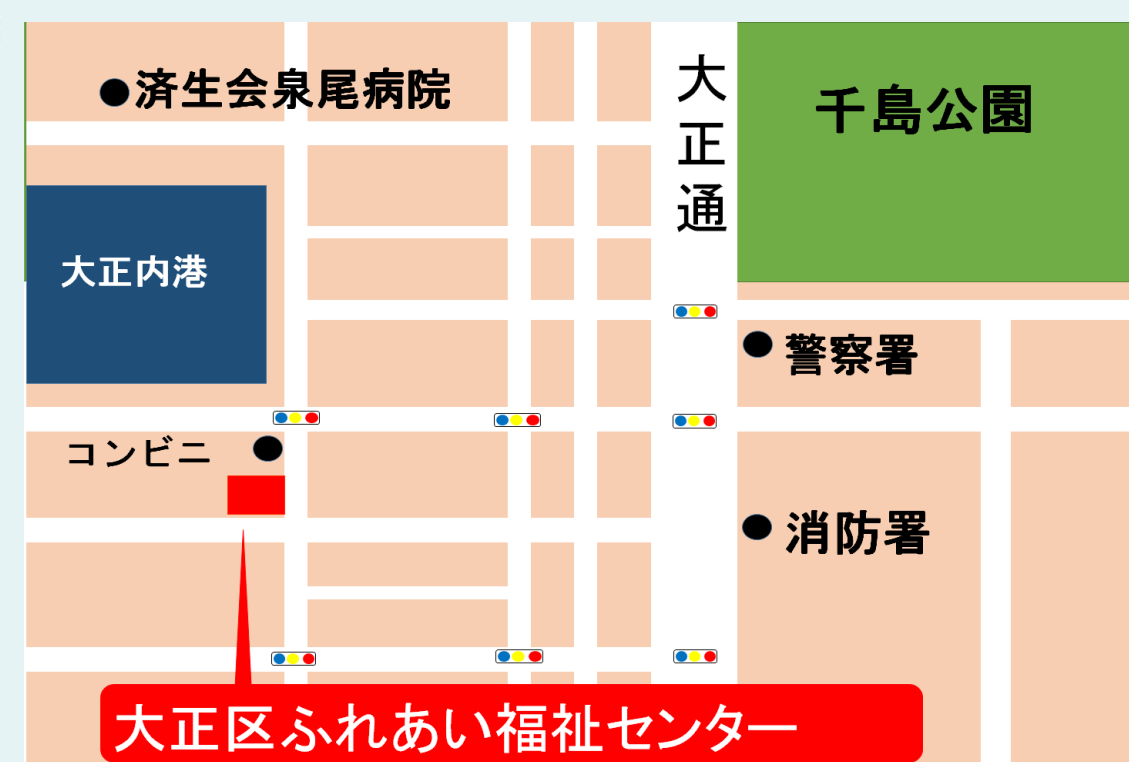 済生会泉尾病院
大正通
千島公園
大正内港
警察署
コンビニ
消防署
大正区ふれあい福祉センター